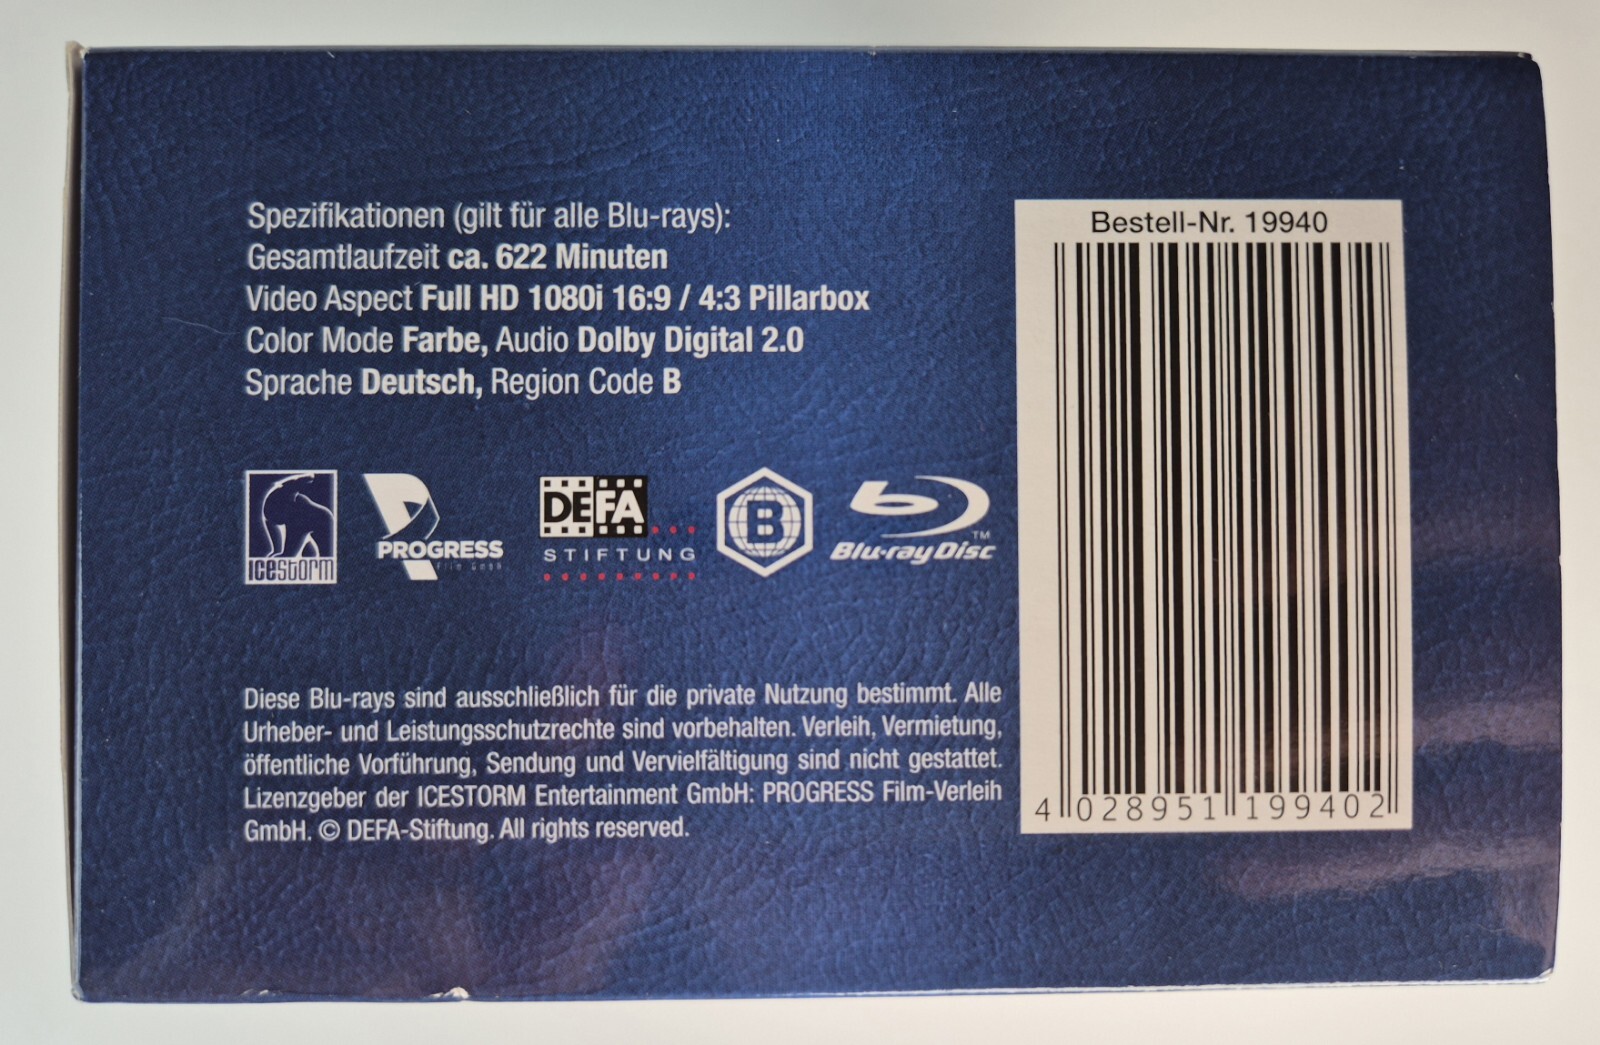 Spezifikationen (gilt für alle Blu-rays):
Gesamtlaufzeit ca. 622 Minuten
Video Aspect Full HD 1080i 16:9 / 4:3 Pillarbox
Color Mode Farbe, Audio Dolby Digital 2.0
Sprache Deutsch, Region Code B
icestorm
PROGRESS
Film GmbH
DEFA
STIFTUNG
B
Blu-ray Disc
TM
Diese Blu-rays sind ausschließlich für die private Nutzung bestimmt. Alle
Urheber- und Leistungsschutzrechte sind vorbehalten. Verleih, Vermietung,
öffentliche Vorführung, Sendung und Vervielfältigung sind nicht gestattet.
Lizenzgeber der ICESTORM Entertainment GmbH: PROGRESS Film-Verleih
GmbH. © DEFA-Stiftung. All rights reserved.
Bestell-Nr. 19940
4 028951 199402